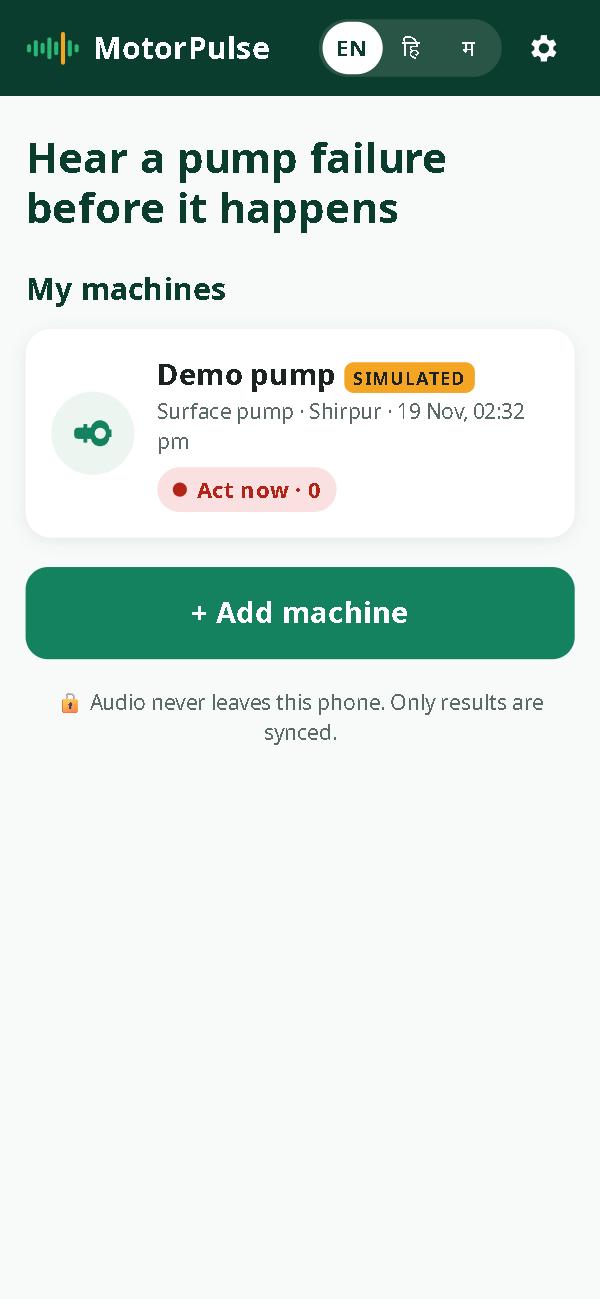 MotorPulse EN हि म
Hear a pump failure
before it happens
My machines
Demo pump SIMULATED
Surface pump · Shirpur · 19 Nov, 02:32
pm
Act now · 0
+ Add machine
🔒 Audio never leaves this phone. Only results are
synced.